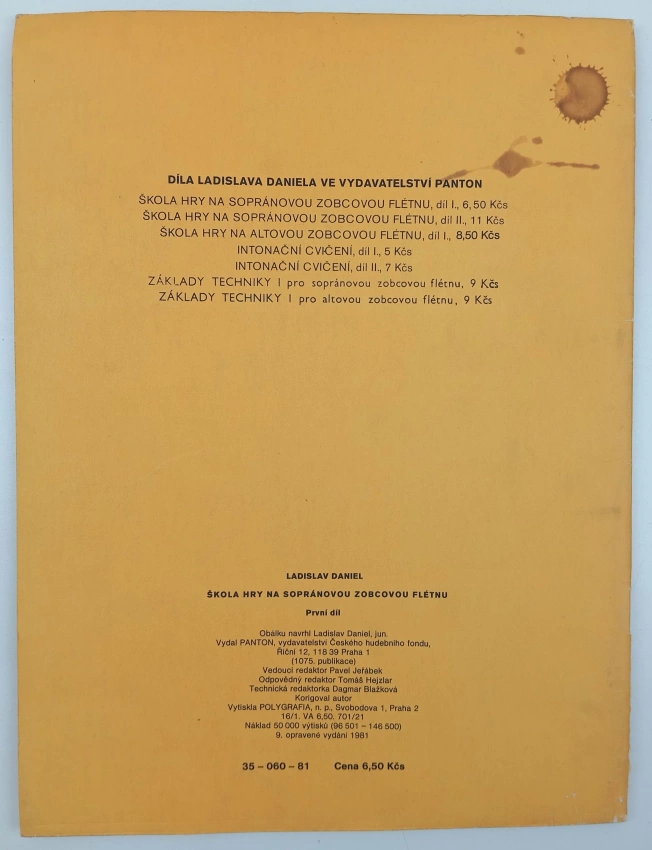 DÍLA LADISLAVA DANIELA VE VYDAVATELSTVÍ PANTON
ŠKOLA HRY NA SOPRÁNOVOU ZOBCOVOU FLÉTNU, díl I., 6,50 Kčs
ŠKOLA HRY NA SOPRÁNOVOU ZOBCOVOU FLÉTNU, díl II., 11 Kčs
ŠKOLA HRY NA ALTOVOU ZOBCOVOU FLÉTNU, díl I., 8,50 Kčs
INTONAČNÍ CVIČENÍ, díl I., 5 Kčs
INTONAČNÍ CVIČENÍ, díl II., 7 Kčs
ZÁKLADY TECHNIKY I pro sopránovou zobcovou flétnu, 9 Kčs
ZÁKLADY TECHNIKY I pro altovou zobcovou flétnu, 9 Kčs
LADISLAV DANIEL
ŠKOLA HRY NA SOPRÁNOVOU ZOBCOVOU FLÉTNU
První díl
Obálku navrhl Ladislav Daniel, jun.
Vydal PANTON, vydavatelství Českého hudebního fondu,
Říční 12, 118 39 Praha 1
(1075. publikace)
Vedoucí redaktor Pavel Jeřábek
Odpovědný redaktor Tomáš Hejzlar
Technická redaktorka Dagmar Blažková
Korigoval autor
Vytiskla POLYGRAFIA, n. p., Svobodova 1, Praha 2
16/1. VA 6,50. 701/21
Náklad 50 000 výtisků (96 501 – 146 500)
9. opravené vydání 1981
35 – 060 – 81 Cena 6,50 Kčs